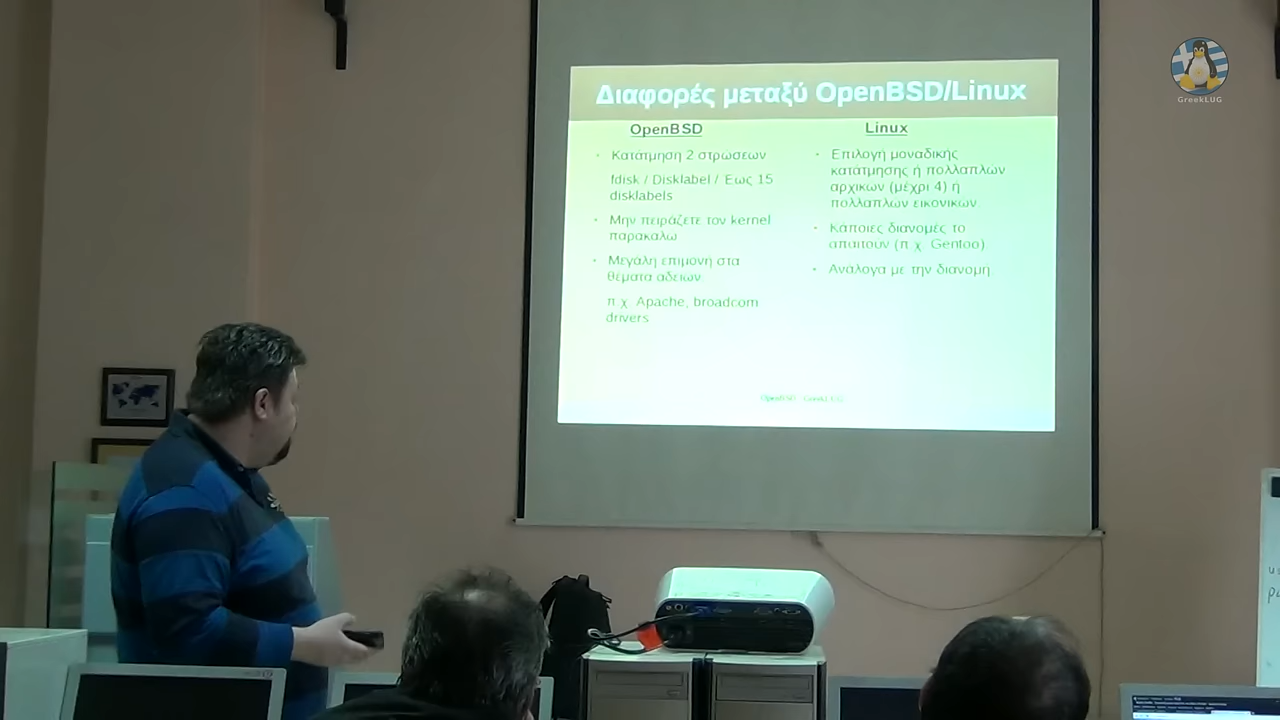 Διαφορές μεταξύ OpenBSD/Linux
OpenBSD
Κατάτμηση 2 στρώσεων
fdisk / Disklabel / Εως 15
disklabels
Μην πειράζετε τον kernel
παρακαλώ
Μεγάλη επιμονή στα
θέματα αδειών
π.χ. Apache, broadcom
drivers
Linux
Επιλογή μοναδικής
κατάτμησης ή πολλαπλών
αρχικών (μέχρι 4) ή
πολλαπλών εικονικών
Κάποιες διανομές το
απαιτούν (π.χ. Gentoo)
Ανάλογα με την διανομή
OpenBSD - GreekLUG
GreekLUG